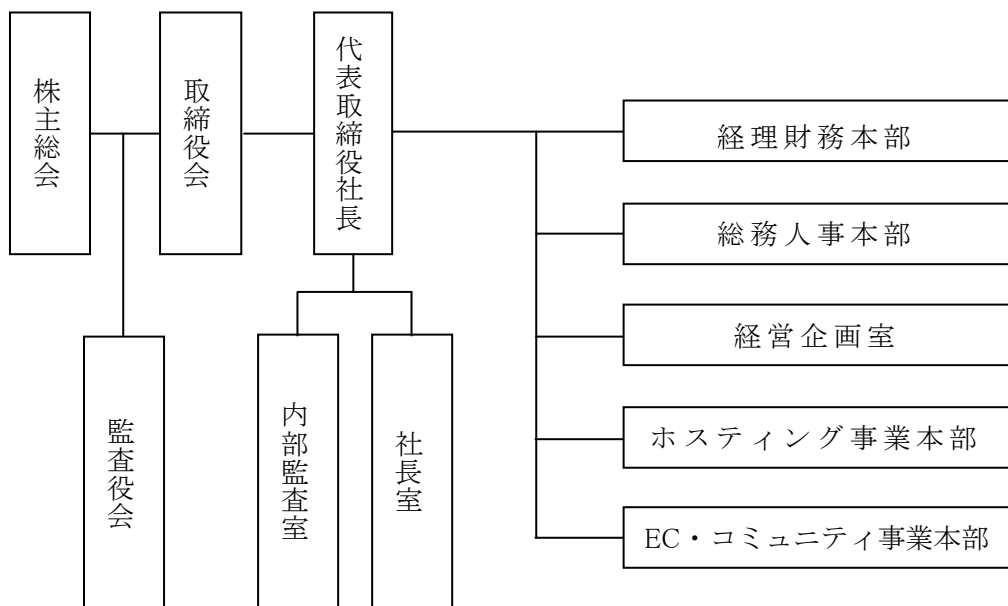 株主総会
取締役会
代表取締役社長
経理財務本部
総務人事本部
経営企画室
ホスティング事業本部
EC・コミュニティ事業本部
監査役会
内部監査室
社長室